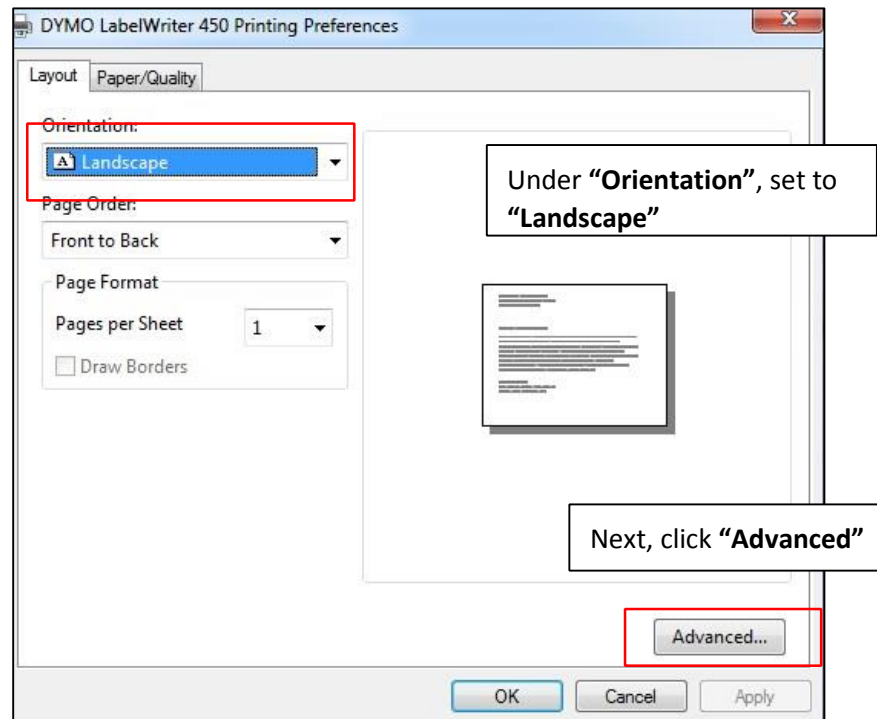 DYMO LabelWriter 450 Printing Preferences
X
Layout
Paper/Quality
Orientation:
A Landscape
Under “Orientation”, set to
“Landscape”
Page Order:
Front to Back
Page Format
Pages per Sheet
1
Draw Borders
Next, click “Advanced”
Advanced...
OK
Cancel
Apply